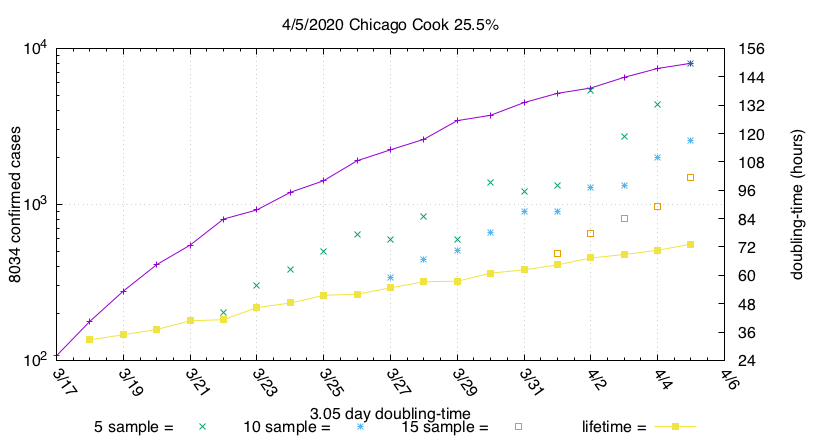 4/5/2020 Chicago Cook 25.5%
10^4
10^3
10^2
8034 confirmed cases
156
144
132
120
108
96
84
72
60
48
36
24
doubling-time (hours)
3/17 3/19 3/21 3/23 3/25 3/27 3/29 3/31 4/2 4/4 4/6
3.05 day doubling-time
5 sample = 10 sample = 15 sample = lifetime =